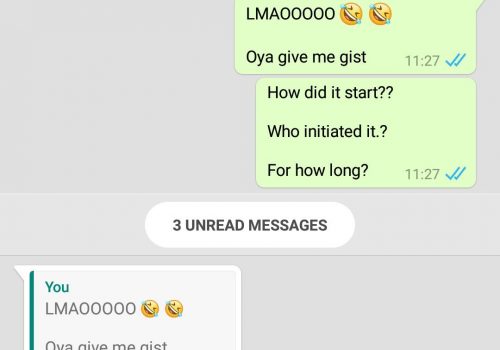 LMAOOOOO 🤣 🤣
Oya give me gist
11:27
How did it start??
Who initiated it.?
For how long?
11:27
3 UNREAD MESSAGES
You
LMAOOOOO 🤣 🤣
Oya give me gist